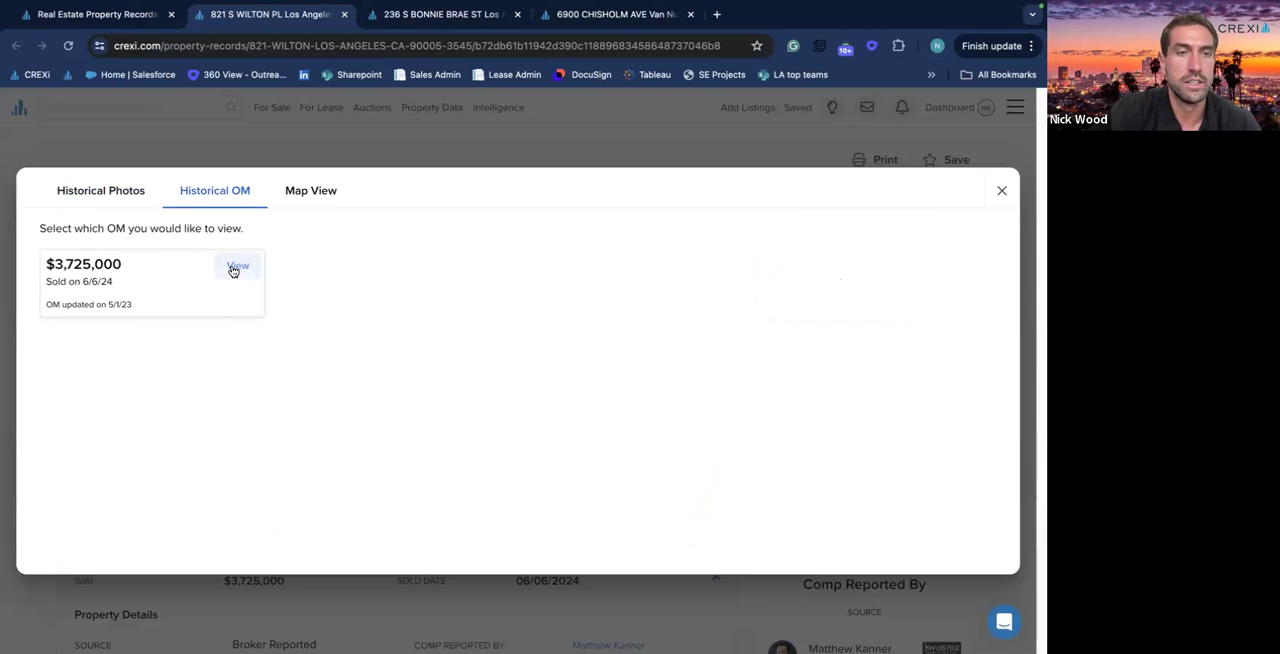 Real Estate Property Records
821 S WILTON PL Los Angele
236 S BONNIE BRAE ST Los
6900 CHISHOLM AVE Van Nu
crexi.com/property-records/821-WILTON-LOS-ANGELES-CA-90005-3545/b72db61b11942d390c11889683458648737046b8
10+
N
Finish update
CREXi
Home | Salesforce
360 View - Outrea...
Sharepoint
Sales Admin
Lease Admin
DocuSign
Tableau
SE Projects
LA top teams
»
All Bookmarks
CREXi
Nick Wood
For Sale
For Lease
Auctions
Property Data
Intelligence
Add Listings
Saved
Dashboard
Print
Save
Historical Photos
Historical OM
Map View
Select which OM you would like to view.
$3,725,000
View
Sold on 6/6/24
OM updated on 5/1/23
Sold
$3,725,000
SOLD DATE
06/06/2024
Comp Reported By
SOURCE
Property Details
SOURCE
Broker Reported
COMP REPORTED BY
Matthew Kanner
Matthew Kanner